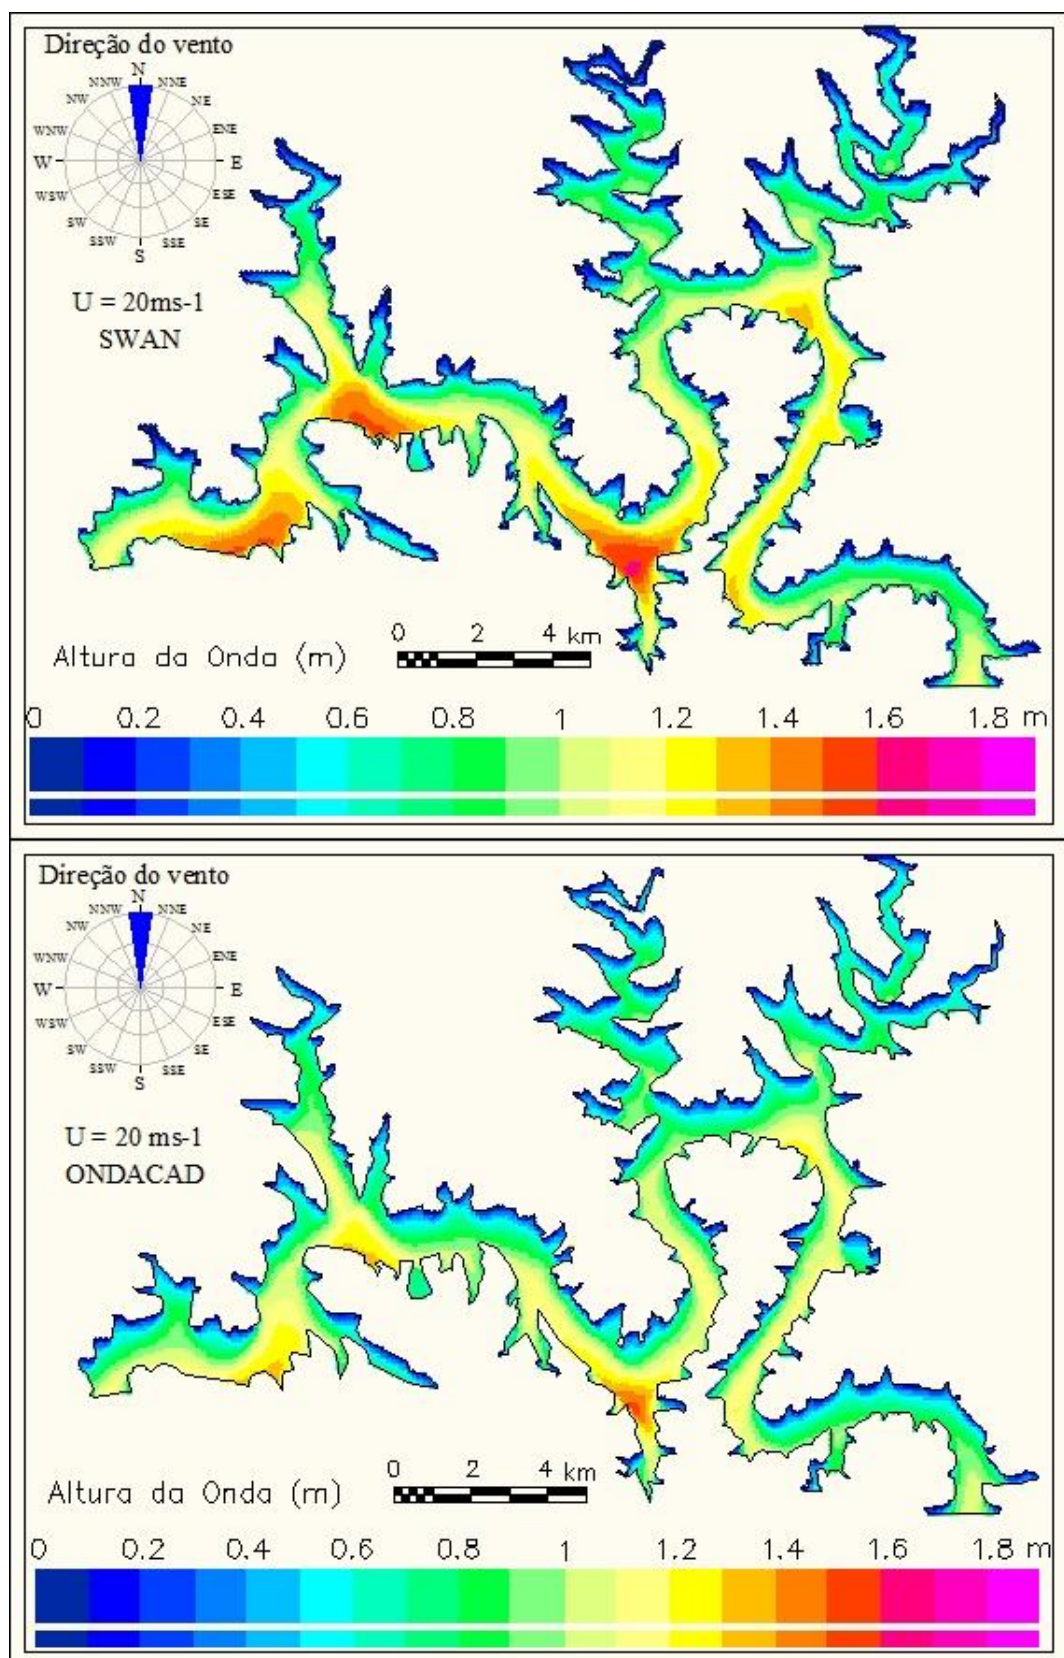 Direção do vento
N
NNW NNE
NW NE
WNW ENE
W E
WSW ESE
SW SE
SSW SSE
S
U = 20ms-1
SWAN
0 2 4 km
Altura da Onda (m)
0 0.2 0.4 0.6 0.8 1 1.2 1.4 1.6 1.8 m
Direção do vento
N
NNW NNE
NW NE
WNW ENE
W E
WSW ESE
SW SE
SSW SSE
S
U = 20 ms-1
ONDACAD
0 2 4 km
Altura da Onda (m)
0 0.2 0.4 0.6 0.8 1 1.2 1.4 1.6 1.8 m